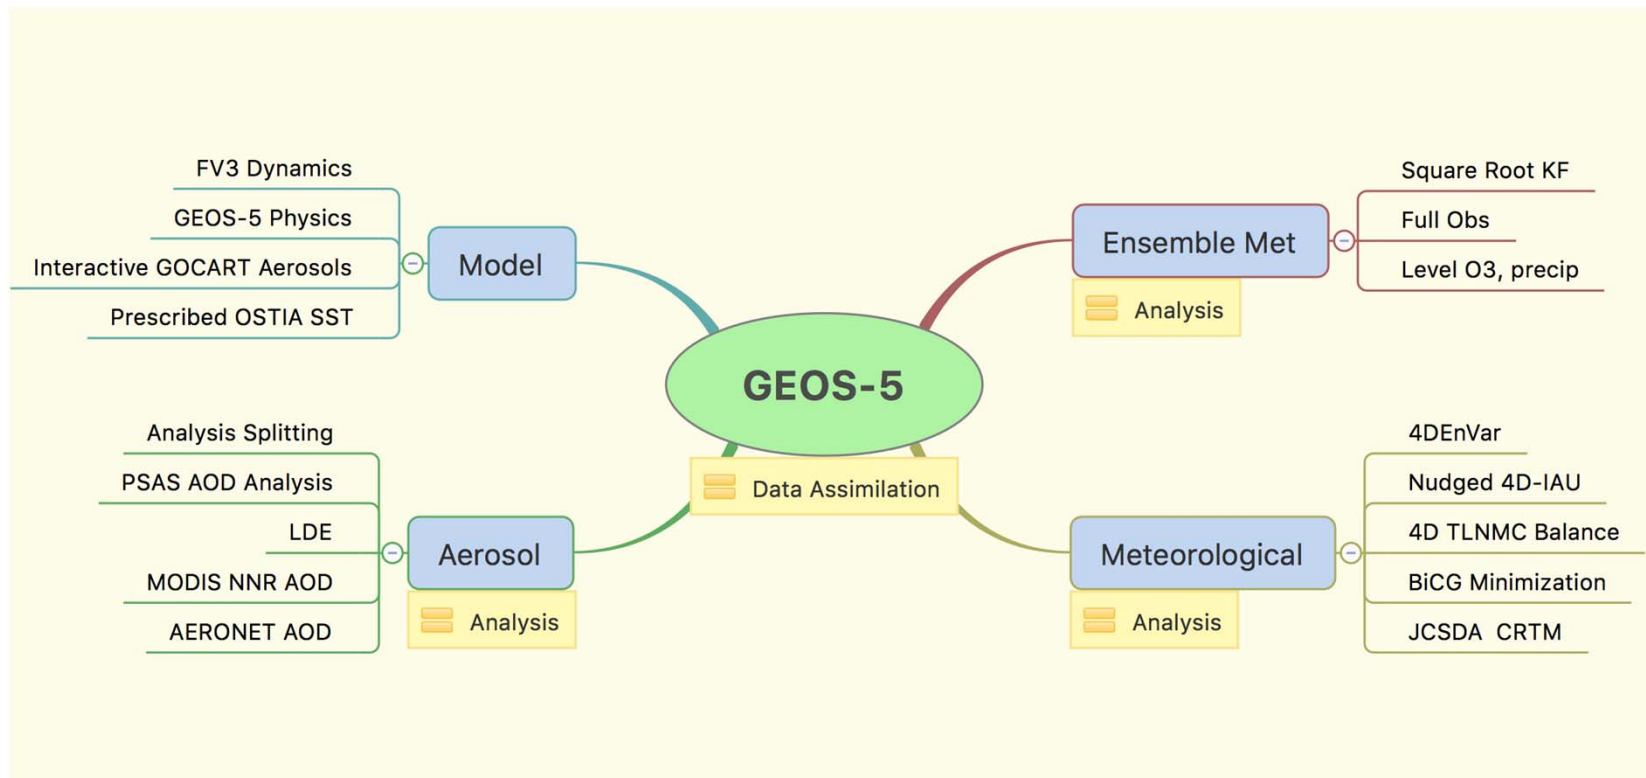 FV3 Dynamics
GEOS-5 Physics
Interactive GOCART Aerosols
Prescribed OSTIA SST
Model
Ensemble Met
Analysis
Square Root KF
Full Obs
Level O3, precip
GEOS-5
Data Assimilation
Analysis Splitting
PSAS AOD Analysis
LDE
MODIS NNR AOD
AERONET AOD
Aerosol
Analysis
Meteorological
Analysis
4DEnVar
Nudged 4D-IAU
4D TLNMC Balance
BiCG Minimization
JCSDA  CRTM